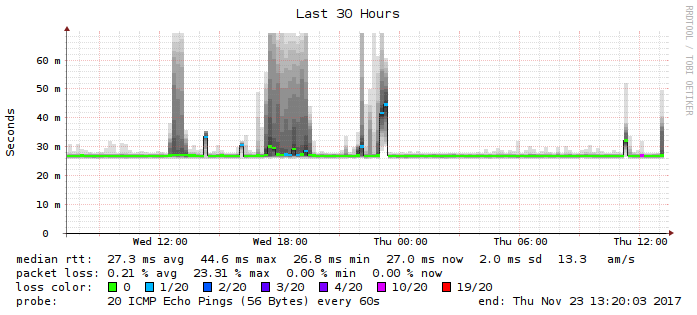 Last 30 Hours
RRDTOOL / TOBI OETIKER
Seconds
60 m
50 m
40 m
30 m
20 m
10 m
0
Wed 12:00 Wed 18:00 Thu 00:00 Thu 06:00 Thu 12:00
median rtt: 27.3 ms avg 44.6 ms max 26.8 ms min 27.0 ms now 2.0 ms sd 13.3 am/s
packet loss: 0.21 % avg 23.31 % max 0.00 % min 0.00 % now
loss color: 0 1/20 2/20 3/20 4/20 10/20 19/20
probe: 20 ICMP Echo Pings (56 Bytes) every 60s end: Thu Nov 23 13:20:03 2017